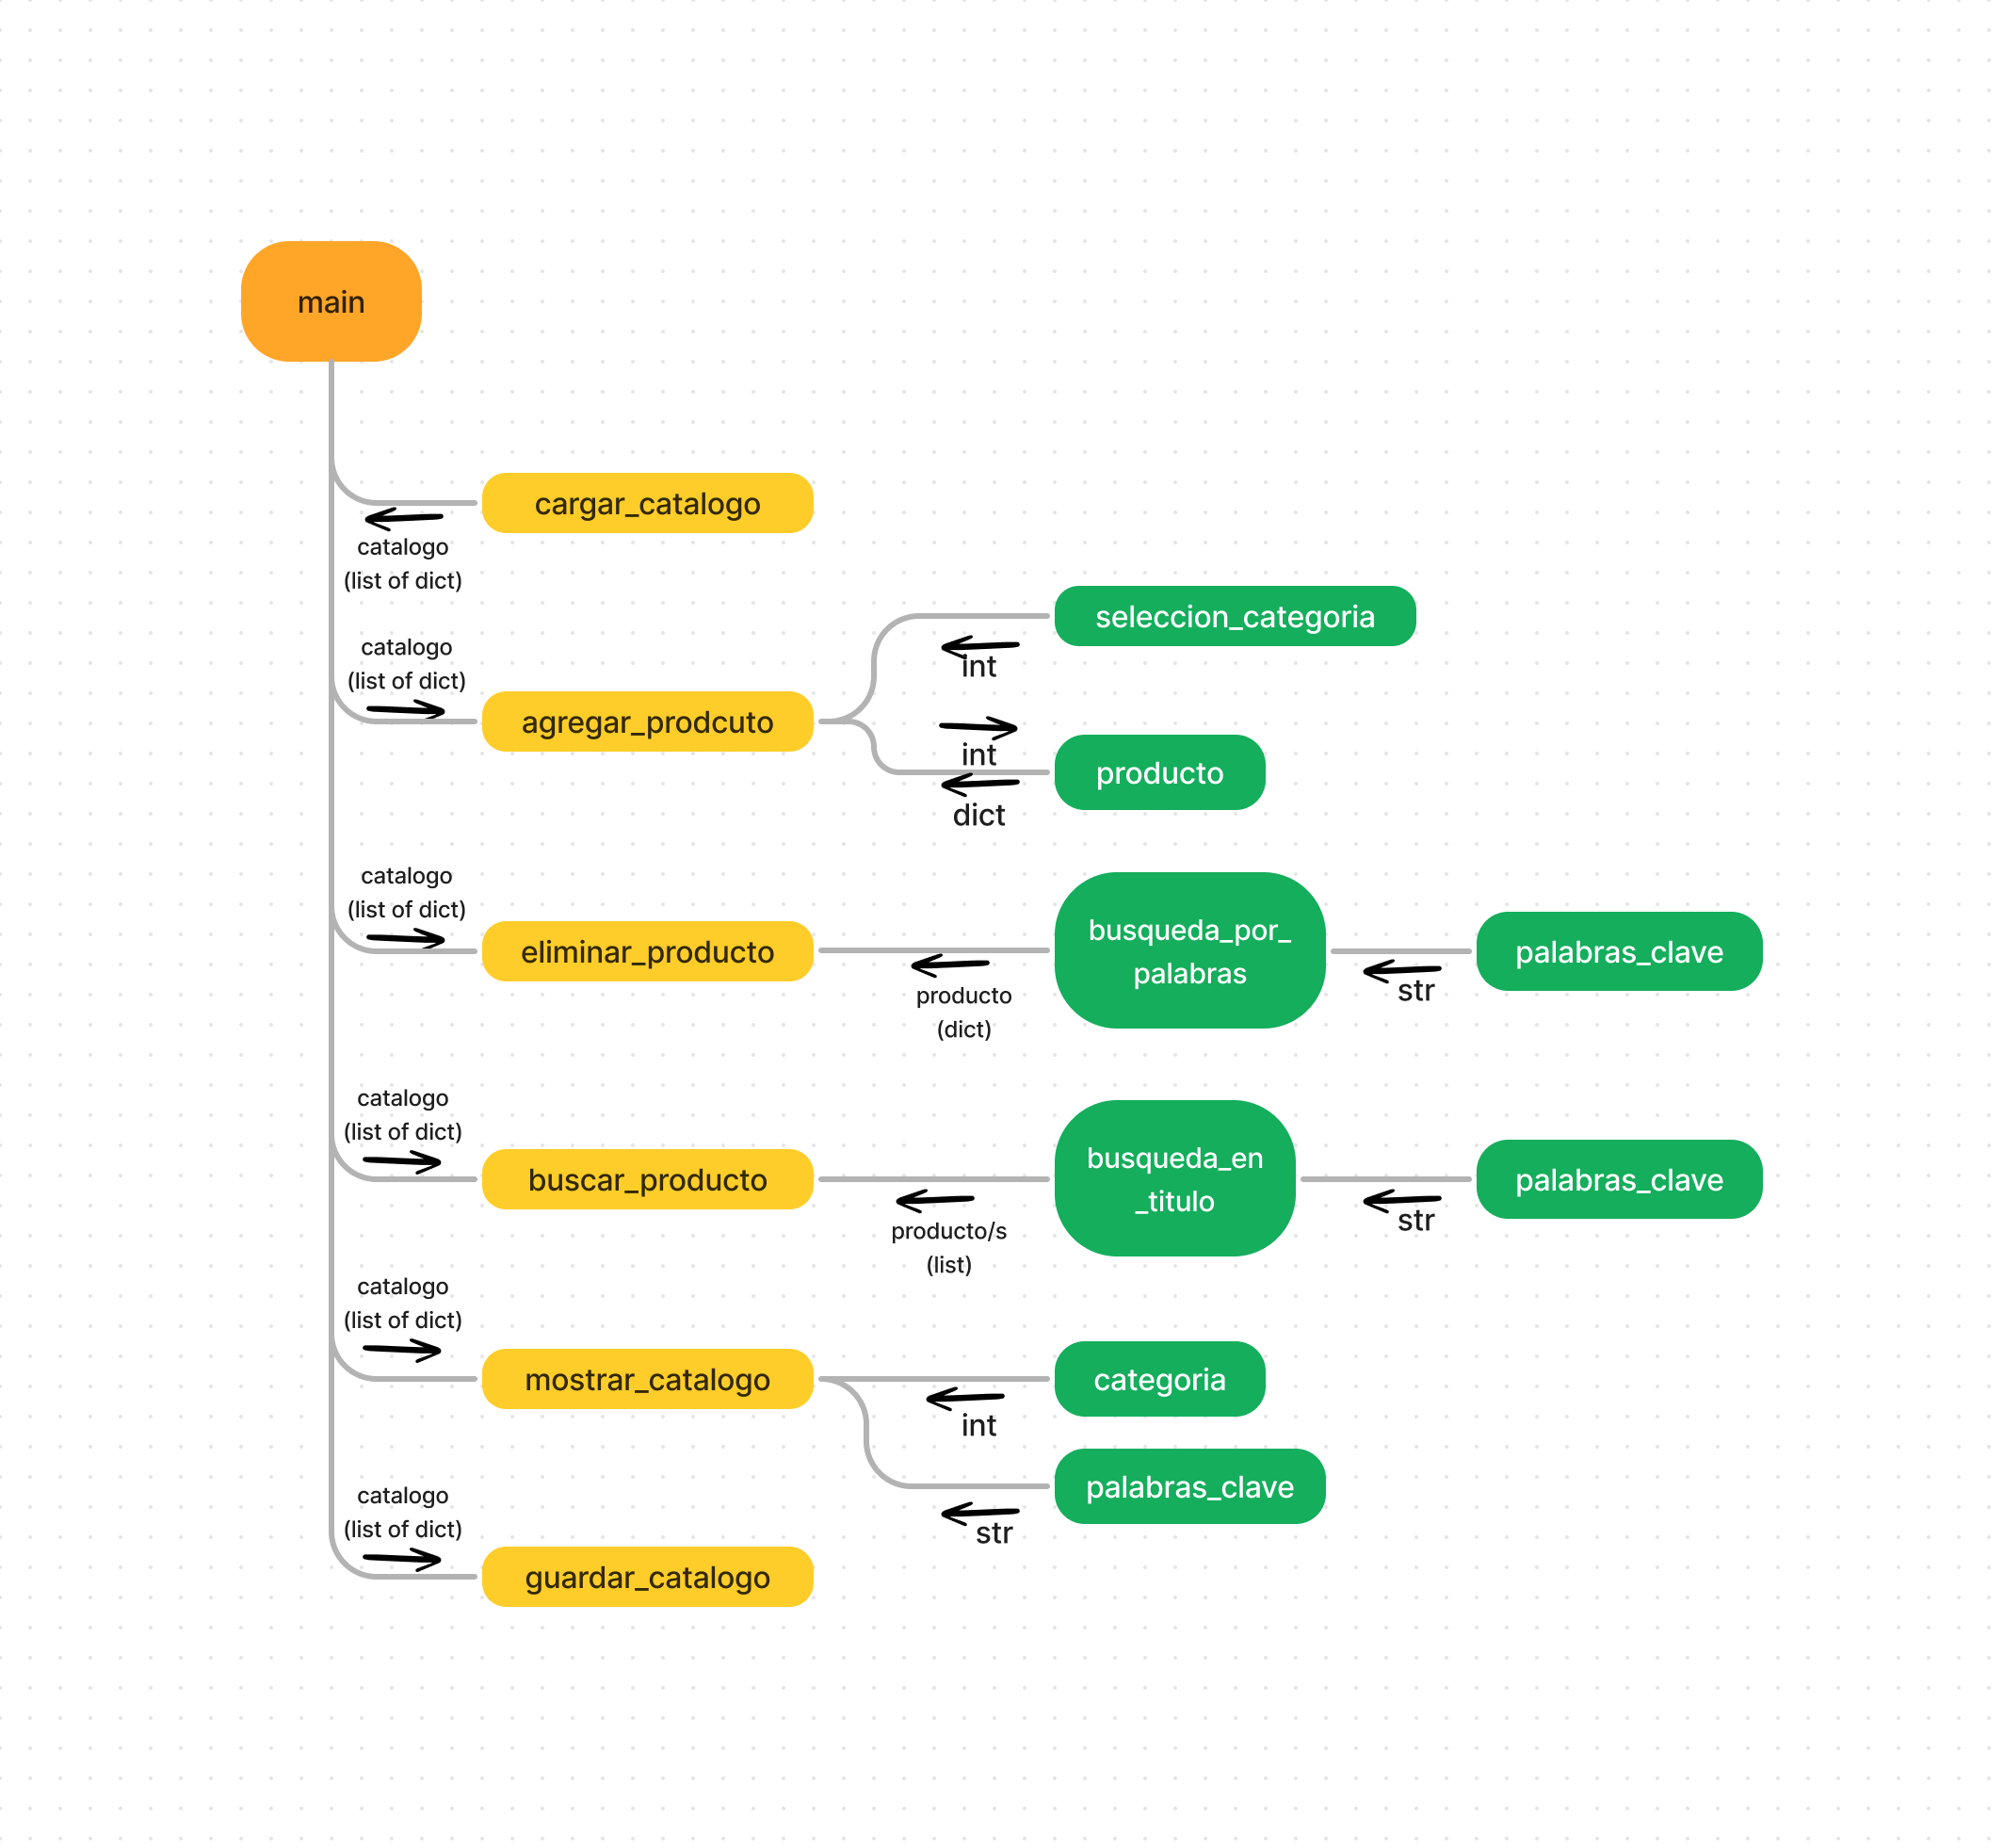 main
cargar_catalogo
catalogo
(list of dict)
catalogo
(list of dict)
agregar_prodcuto
seleccion_categoria
int
int
producto
dict
catalogo
(list of dict)
eliminar_producto
producto
(dict)
busqueda_por_
palabras
str
palabras_clave
catalogo
(list of dict)
buscar_producto
producto/s
(list)
busqueda_en
_titulo
str
palabras_clave
catalogo
(list of dict)
mostrar_catalogo
categoria
int
palabras_clave
str
catalogo
(list of dict)
guardar_catalogo